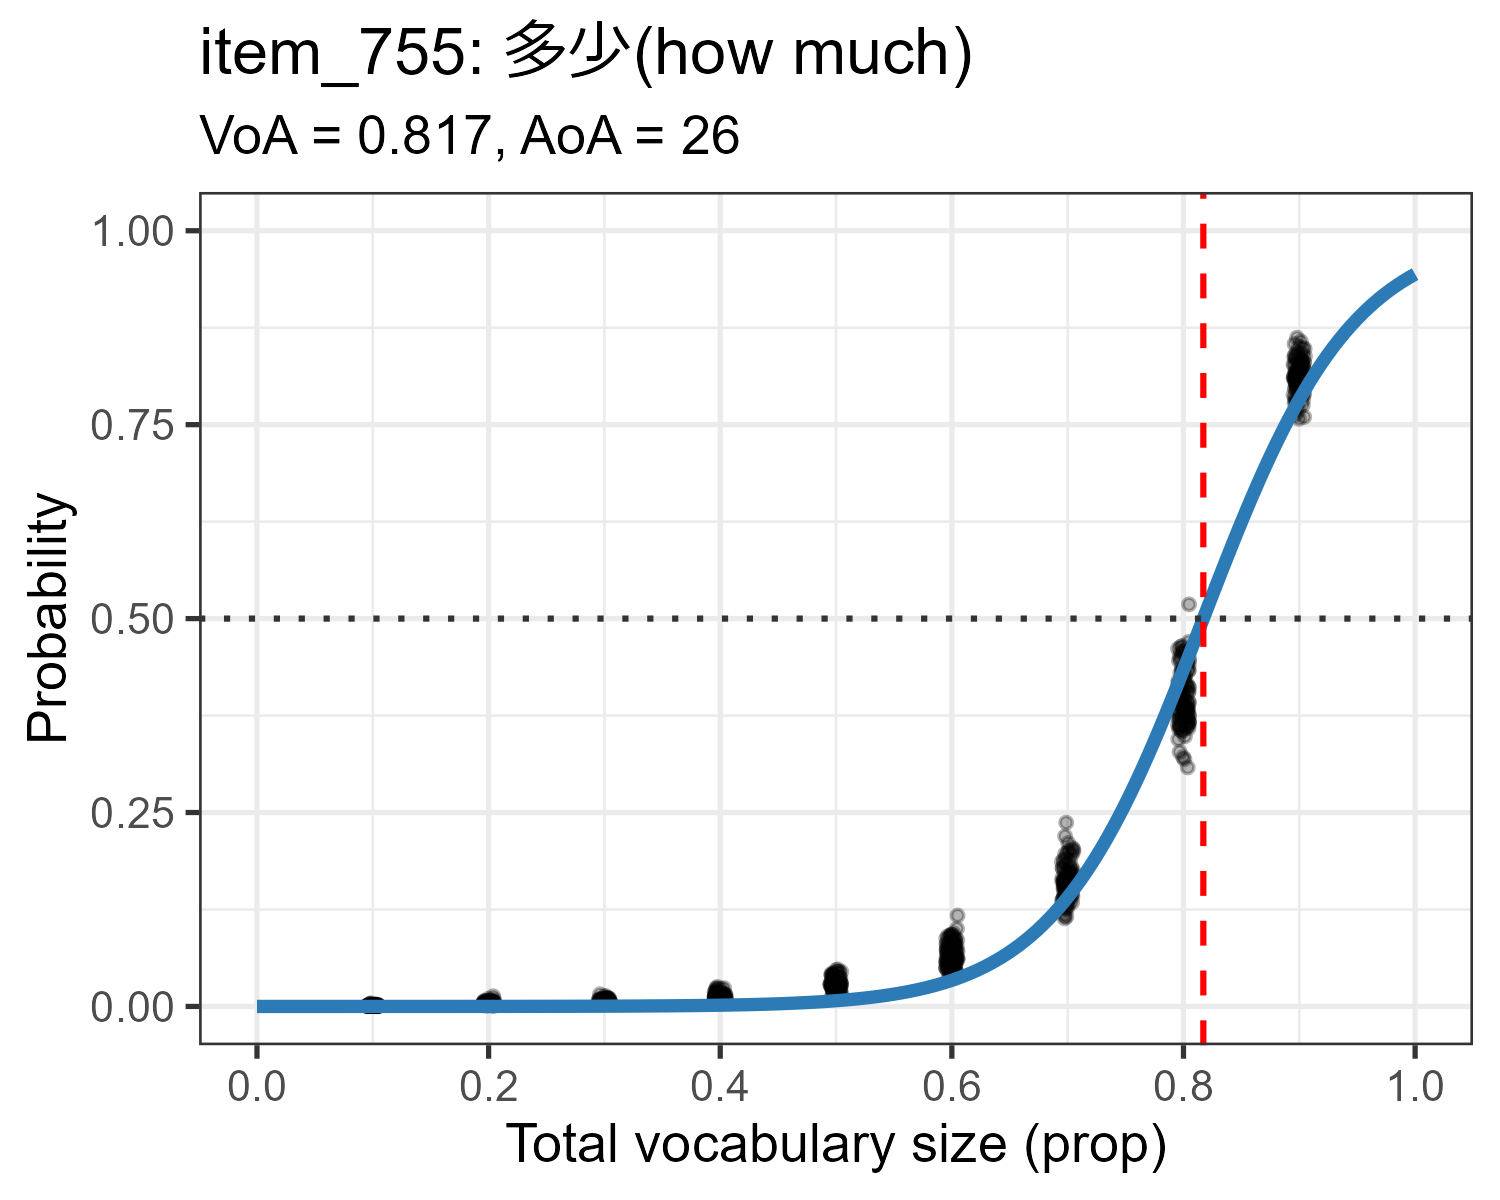 item_755: 多少(how much)
VoA = 0.817, AoA = 26
1.00
0.75
0.50
0.25
0.00
Probability
0.0 0.2 0.4 0.6 0.8 1.0
Total vocabulary size (prop)